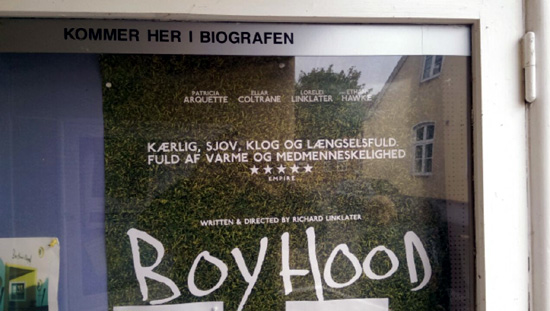 KOMMER HER I BIOGRAFEN
PATRICIA ARQUETTE ELLAR COLTRANE LORELEI LINKLATER AND ETHAN HAWKE
KÆRLIG, SJOV, KLOG OG LÆNGSELSFULD.
FULD AF VARME OG MEDMENNESKELIGHED
★★★★★
EMPIRE
WRITTEN & DIRECTED BY RICHARD LINKLATER
BOYHOOD